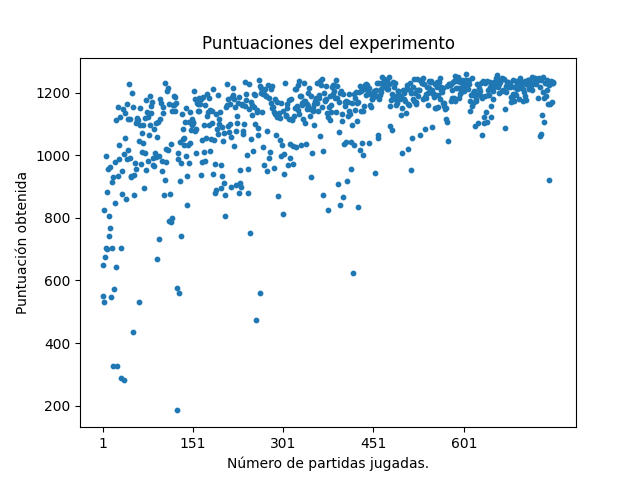 Puntuaciones del experimento
Puntuación obtenida
1200
1000
800
600
400
200
1 151 301 451 601
Número de partidas jugadas.